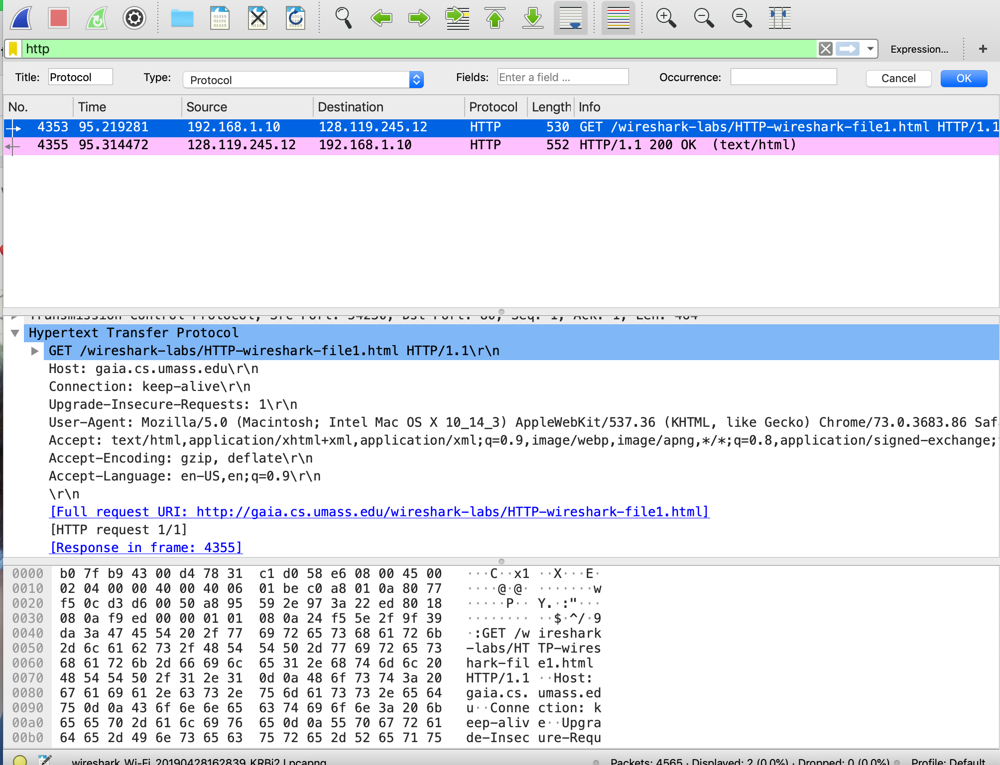 http
Expression...
+
Title: Protocol Type: Protocol Fields: Enter a field ... Occurrence: Cancel OK
No. Time Source Destination Protocol Length Info
4353 95.219281 192.168.1.10 128.119.245.12 HTTP 530 GET /wireshark-labs/HTTP-wireshark-file1.html HTTP/1.1
4355 95.314472 128.119.245.12 192.168.1.10 HTTP 552 HTTP/1.1 200 OK (text/html)
Transmission Control Protocol, Src Port: 54230, Dst Port: 80, Seq: 1, Ack: 1, Len: 464
Hypertext Transfer Protocol
GET /wireshark-labs/HTTP-wireshark-file1.html HTTP/1.1\r\n
Host: gaia.cs.umass.edu\r\n
Connection: keep-alive\r\n
Upgrade-Insecure-Requests: 1\r\n
User-Agent: Mozilla/5.0 (Macintosh; Intel Mac OS X 10_14_3) AppleWebKit/537.36 (KHTML, like Gecko) Chrome/73.0.3683.86 Saf
Accept: text/html,application/xhtml+xml,application/xml;q=0.9,image/webp,image/apng,*/*;q=0.8,application/signed-exchange;
Accept-Encoding: gzip, deflate\r\n
Accept-Language: en-US,en;q=0.9\r\n
\r\n
[Full request URI: http://gaia.cs.umass.edu/wireshark-labs/HTTP-wireshark-file1.html]
[HTTP request 1/1]
[Response in frame: 4355]
0000 b0 7f b9 43 00 d4 78 31 c1 d0 58 e6 08 00 45 00 ···C··x1 ··X···E·
0010 02 04 00 00 40 00 40 06 01 be c0 a8 01 0a 80 77 ····@·@· ·······w
0020 f5 0c d3 d6 00 50 a8 95 59 2e 97 3a 22 ed 80 18 ·····P·· Y.·:"···
0030 08 0a f9 ed 00 00 01 01 08 0a 24 f5 5e 2f 9f 39 ········ ··$·^/·9
0040 da 3a 47 45 54 20 2f 77 69 72 65 73 68 61 72 6b ·:GET /w ireshark
0050 2d 6c 61 62 73 2f 48 54 54 50 2d 77 69 72 65 73 -labs/HT TP-wires
0060 68 61 72 6b 2d 66 69 6c 65 31 2e 68 74 6d 6c 20 hark-fil e1.html
0070 48 54 54 50 2f 31 2e 31 0d 0a 48 6f 73 74 3a 20 HTTP/1.1 ··Host:
0080 67 61 69 61 2e 63 73 2e 75 6d 61 73 73 2e 65 64 gaia.cs. umass.ed
0090 75 0d 0a 43 6f 6e 6e 65 63 74 69 6f 6e 3a 20 6b u··Conne ction: k
00a0 65 65 70 2d 61 6c 69 76 65 0d 0a 55 70 67 72 61 eep-aliv e··Upgra
00b0 64 65 2d 49 6e 73 65 63 75 72 65 2d 52 65 71 75 de-Insec ure-Requ
wireshark_Wi-Fi_20190428162839_KRBi2J.pcapng Packets: 4565 · Displayed: 2 (0.0%) · Dropped: 0 (0.0%) Profile: Default